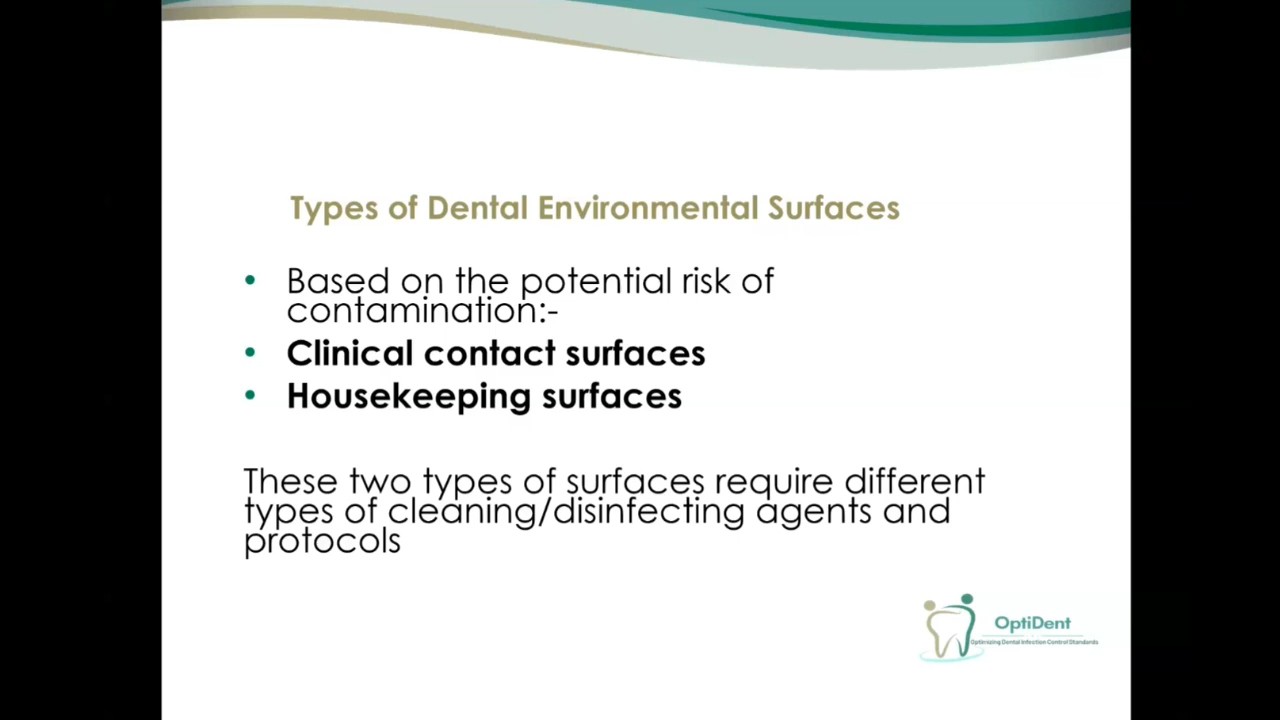 Types of Dental Environmental Surfaces
• Based on the potential risk of
contamination:-
• Clinical contact surfaces
• Housekeeping surfaces
These two types of surfaces require different
types of cleaning/disinfecting agents and
protocols
OptiDent
Optimizing Dental Infection Control Standards